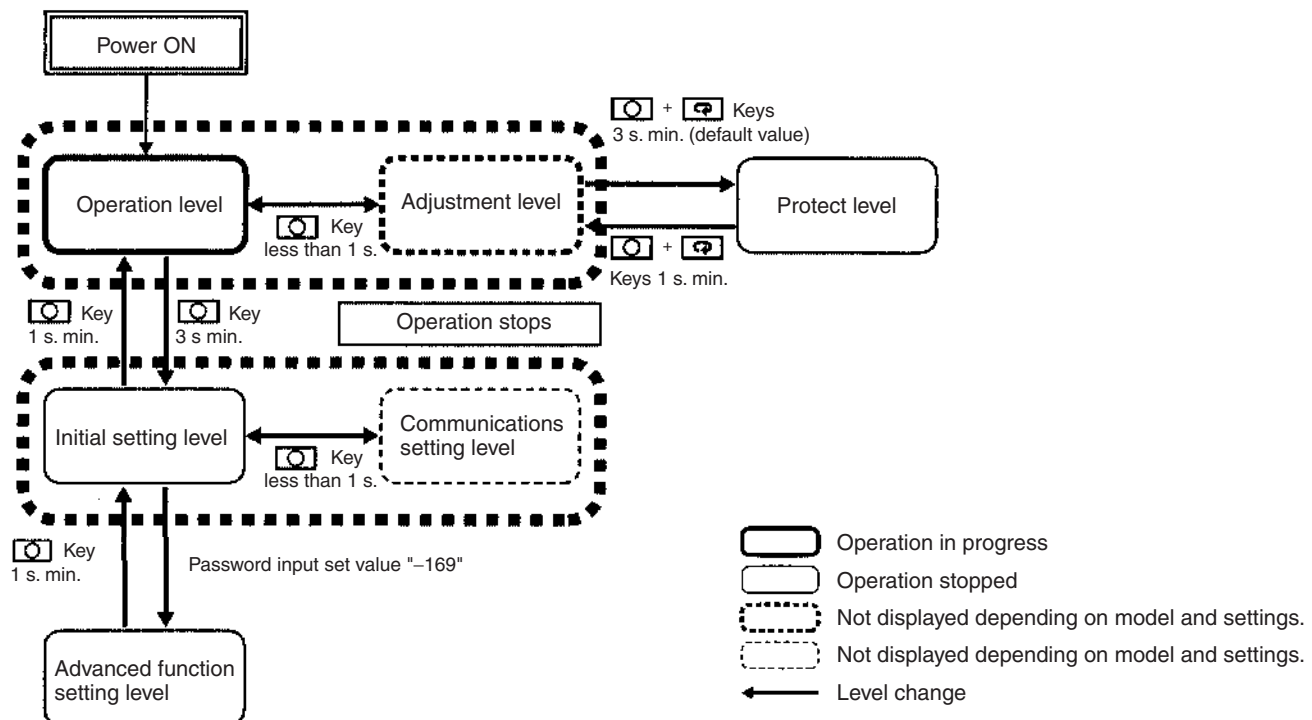 Power ON
+ Keys
3 s. min. (default value)
Operation level
Adjustment level
Protect level
Key
less than 1 s.
+
Keys 1 s. min.
Key
1 s. min.
Key
3 s min.
Operation stops
Initial setting level
Communications
setting level
Key
less than 1 s.
Key
1 s. min.
Password input set value "–169"
Advanced function
setting level
Operation in progress
Operation stopped
Not displayed depending on model and settings.
Not displayed depending on model and settings.
Level change